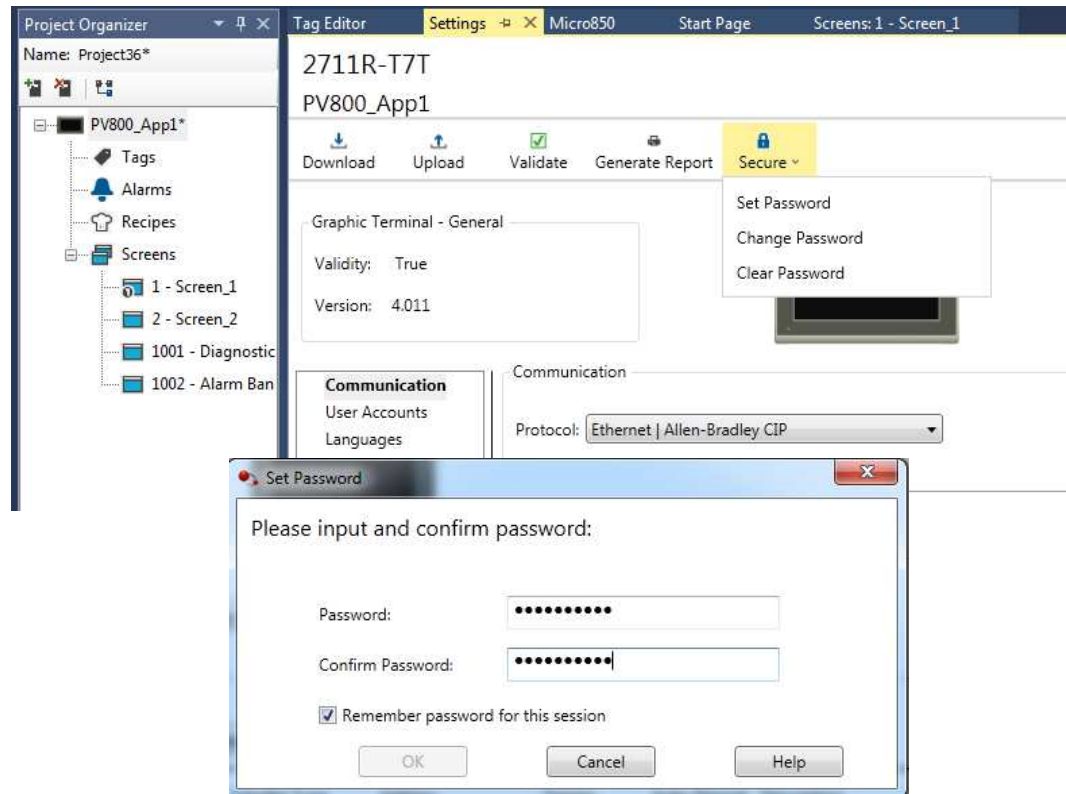 Project Organizer
Name: Project36*
PV800_App1*
Tags
Alarms
Recipes
Screens
1 - Screen_1
2 - Screen_2
1001 - Diagnostic
1002 - Alarm Ban
Tag Editor Settings Micro850 Start Page Screens: 1 - Screen_1
2711R-T7T
PV800_App1
Download Upload Validate Generate Report Secure
Set Password
Change Password
Clear Password
Graphic Terminal - General
Validity: True
Version: 4.011
Communication
User Accounts
Languages
Communication
Protocol: Ethernet | Allen-Bradley CIP
Set Password
Please input and confirm password:
Password: ●●●●●●●●●●
Confirm Password: ●●●●●●●●●●
Remember password for this session
OK Cancel Help